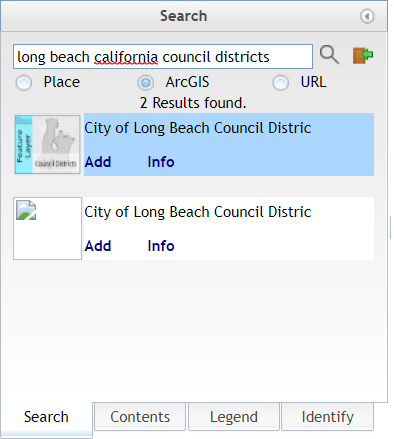 Search
long beach california council districts
Place ArcGIS URL
2 Results found.
Feature Layer
Council Districts
City of Long Beach Council Distric
Add Info
City of Long Beach Council Distric
Add Info
Search Contents Legend Identify